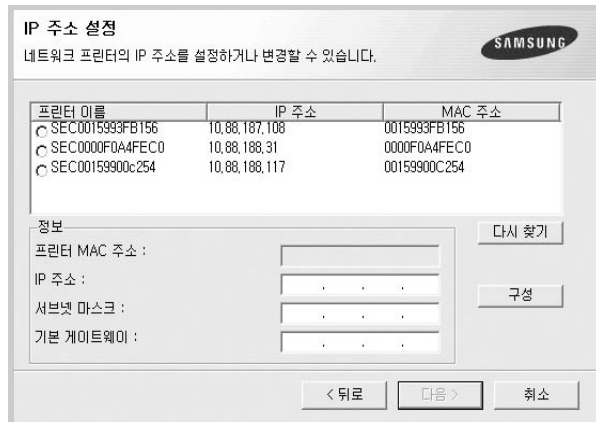 IP 주소 설정
네트워크 프린터의 IP 주소를 설정하거나 변경할 수 있습니다.
SAMSUNG
프린터 이름 IP 주소 MAC 주소
SEC0015993FB156 10,88,187,108 0015993FB156
SEC0000F0A4FEC0 10,88,188,31 0000F0A4FEC0
SEC00159900c254 10,88,188,117 00159900C254
정보
다시 찾기
프린터 MAC 주소 :
IP 주소 :
구성
서브넷 마스크 :
기본 게이트웨이 :
< 뒤로 다음 > 취소